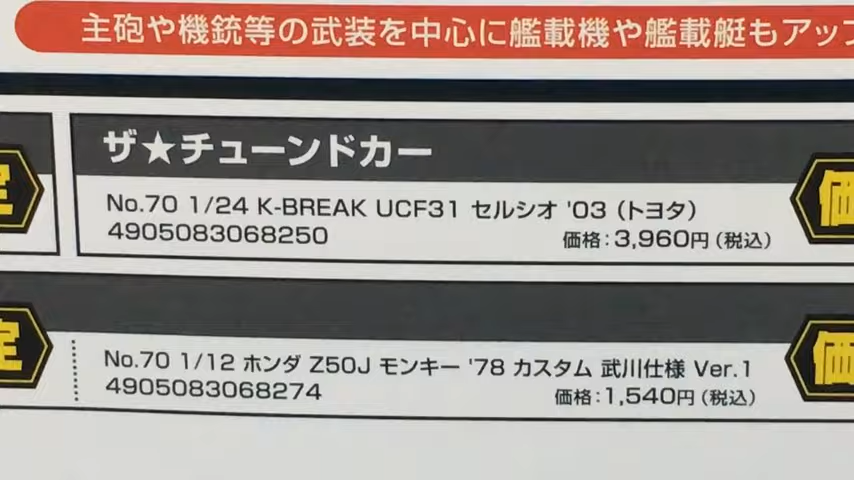 主砲や機銃等の武装を中心に艦載機や艦載艇もアップ
ザ★チューンドカー
No.70 1/24 K-BREAK UCF31 セルシオ '03 (トヨタ)
4905083068250 価格:3,960円(税込)
定
価
No.70 1/12 ホンダ Z50J モンキー '78 カスタム 武川仕様 Ver.1
4905083068274 価格:1,540円(税込)
定
価